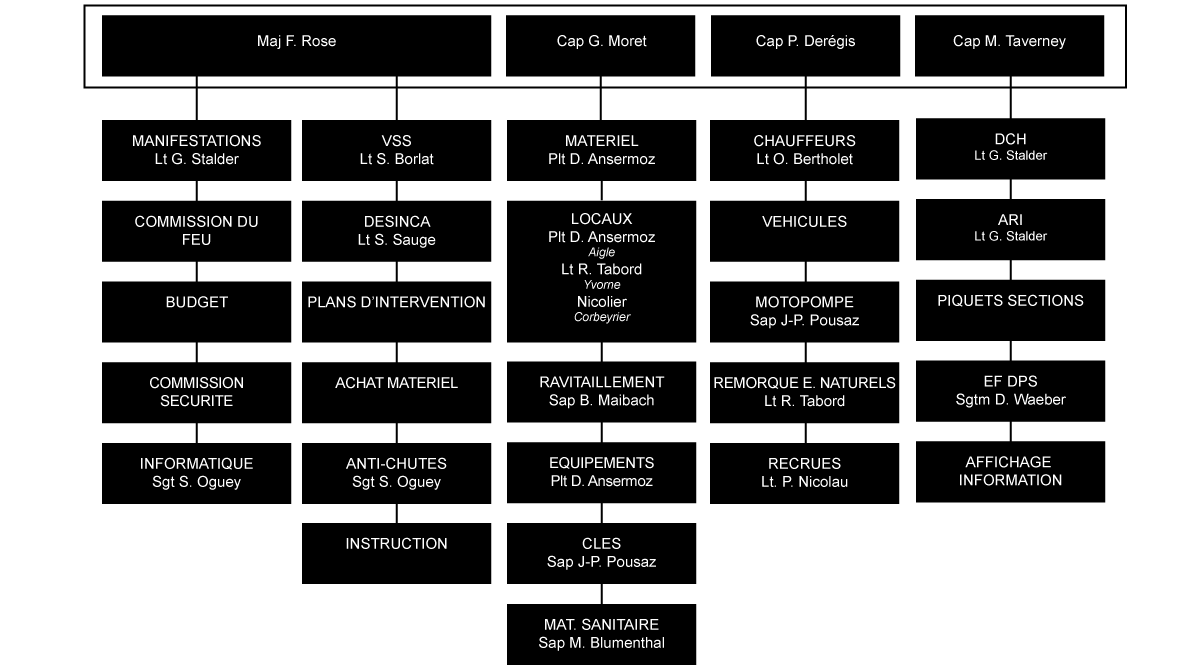 Maj F. Rose
Cap G. Moret
Cap P. Derégis
Cap M. Taverney
MANIFESTATIONS
Lt G. Stalder
COMMISSION DU
FEU
BUDGET
COMMISSION
SECURITE
INFORMATIQUE
Sgt S. Oguey
VSS
Lt S. Borlat
DESINCA
Lt S. Sauge
PLANS D'INTERVENTION
ACHAT MATERIEL
ANTI-CHUTES
Sgt S. Oguey
INSTRUCTION
MATERIEL
Plt D. Ansermoz
LOCAUX
Plt D. Ansermoz
Aigle
Lt R. Tabord
Yvorne
Nicolier
Corbeyrier
RAVITAILLEMENT
Sap B. Maibach
EQUIPEMENTS
Plt D. Ansermoz
CLES
Sap J-P. Pousaz
MAT. SANITAIRE
Sap M. Blumenthal
CHAUFFEURS
Lt O. Bertholet
VEHICULES
MOTOPOMPE
Sap J-P. Pousaz
REMORQUE E. NATURELS
Lt R. Tabord
RECRUES
Lt. P. Nicolau
DCH
Lt G. Stalder
ARI
Lt G. Stalder
PIQUETS SECTIONS
EF DPS
Sgtm D. Waeber
AFFICHAGE
INFORMATION